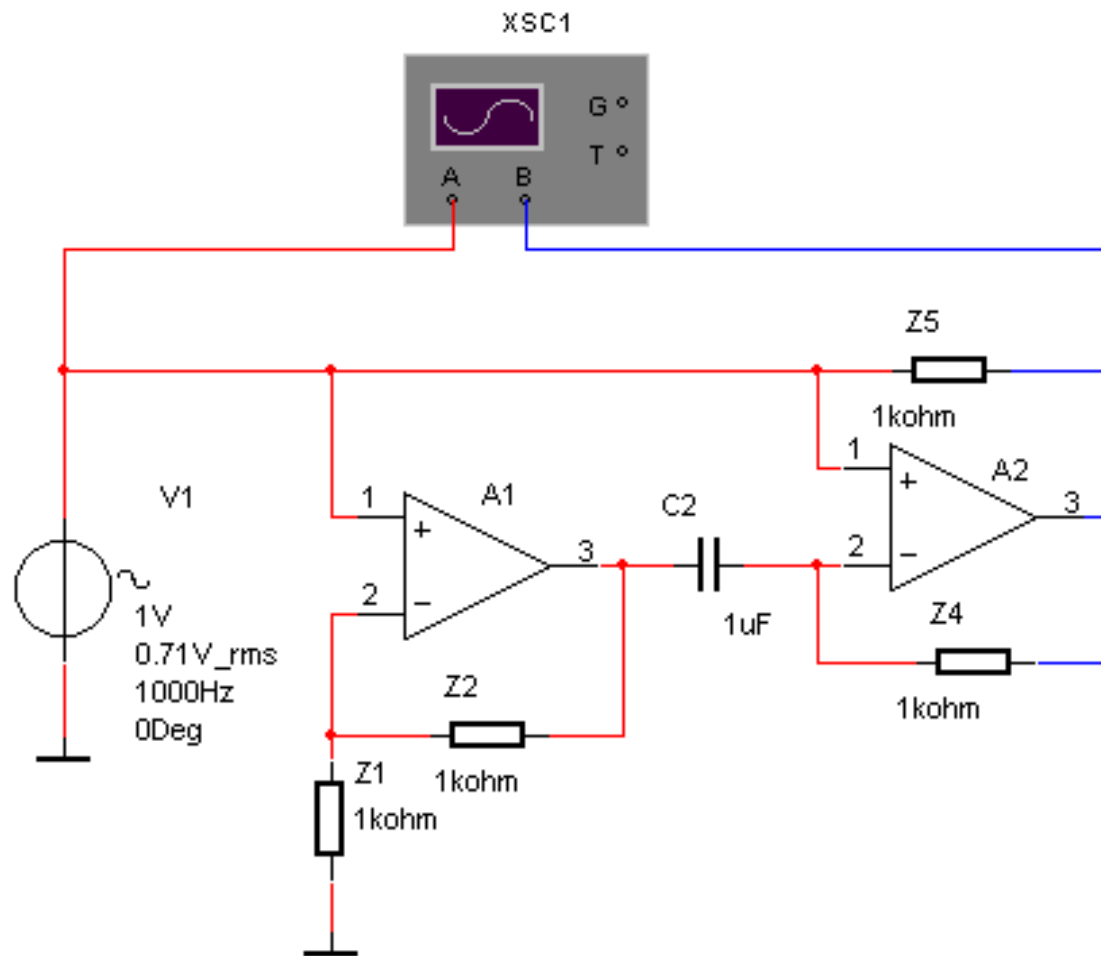 XSC1
G
T
A B
Z5
1kohm
1
A2
3
2
V1
1
A1
3
2
C2
1uF
1V
0.71V_rms
1000Hz
0Deg
Z4
1kohm
Z2
1kohm
Z1
1kohm